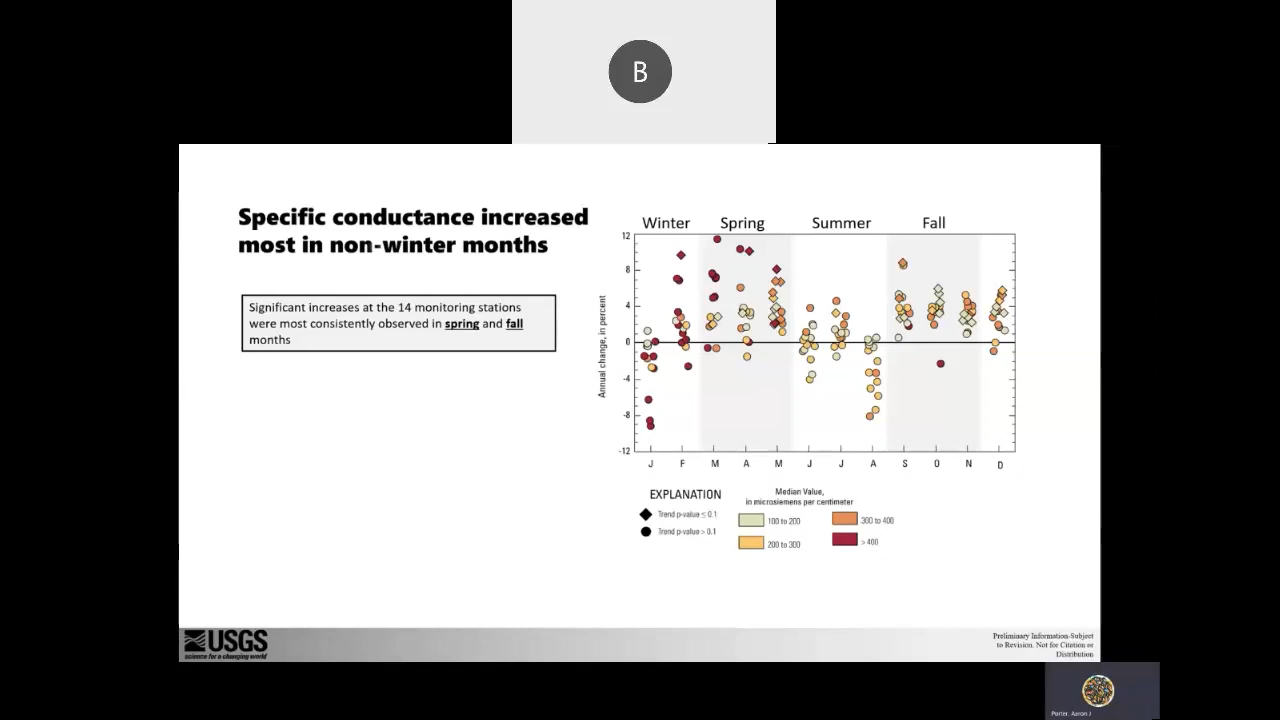 B
Specific conductance increased
most in non-winter months
Significant increases at the 14 monitoring stations
were most consistently observed in spring and fall
months
Winter Spring Summer Fall
Annual change, in percent
12
8
4
0
-4
-8
-12
J F M A M J J A S O N D
EXPLANATION
Trend p-value ≤ 0.1
Trend p-value > 0.1
Median Value,
in microsiemens per centimeter
100 to 200
300 to 400
200 to 300
> 400
USGS
science for a changing world
Preliminary Information-Subject
to Revision. Not for Citation or
Distribution
Porter, Aaron J